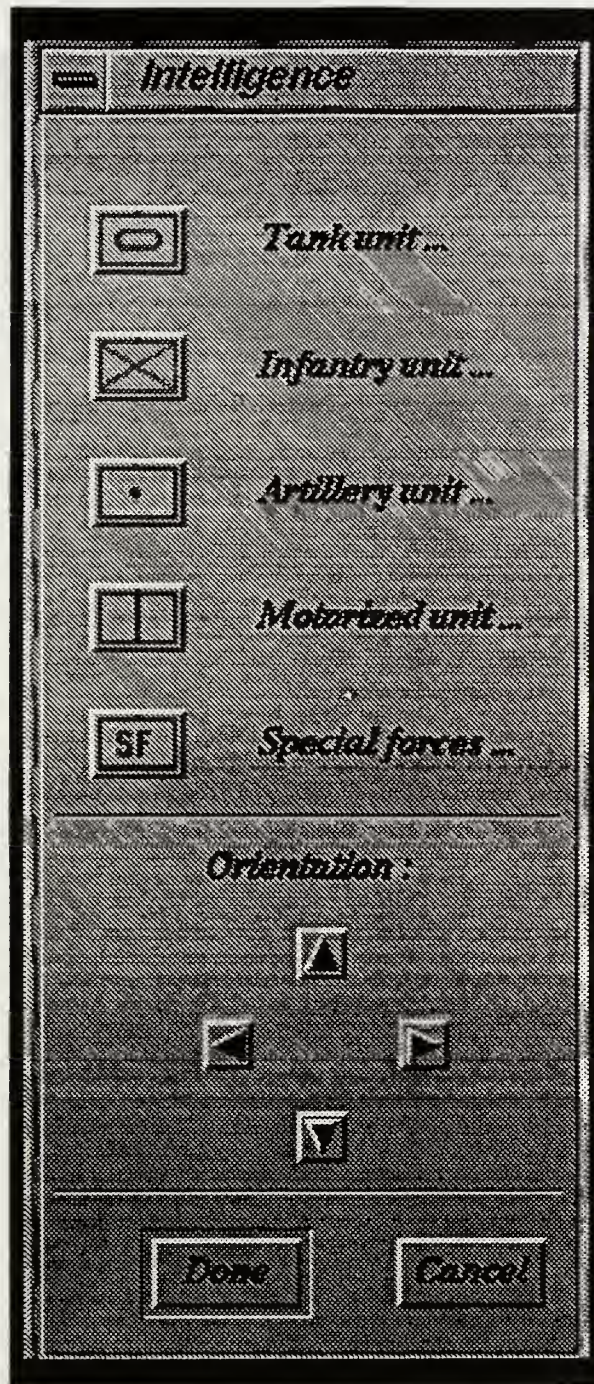 Intelligence
Tank unit ...
Infantry unit ...
Artillery unit ...
Motorized unit ...
SF Special forces ...
Orientation :
Done Cancel